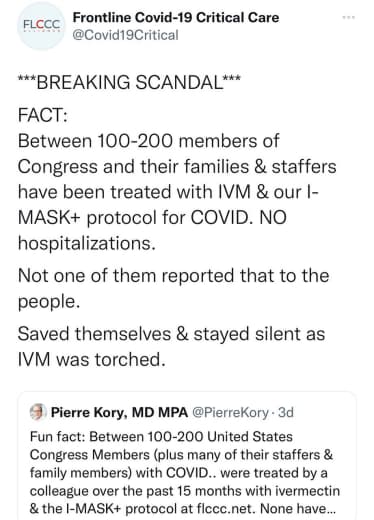 FLCCC
ALLIANCE
Frontline Covid-19 Critical Care
@Covid19Critical
***BREAKING SCANDAL***
FACT:
Between 100-200 members of
Congress and their families & staffers
have been treated with IVM & our I-
MASK+ protocol for COVID. NO
hospitalizations.
Not one of them reported that to the
people.
Saved themselves & stayed silent as
IVM was torched.
Pierre Kory, MD MPA @PierreKory · 3d
Fun fact: Between 100-200 United States
Congress Members (plus many of their staffers &
family members) with COVID.. were treated by a
colleague over the past 15 months with ivermectin
& the I-MASK+ protocol at flccc.net. None have...